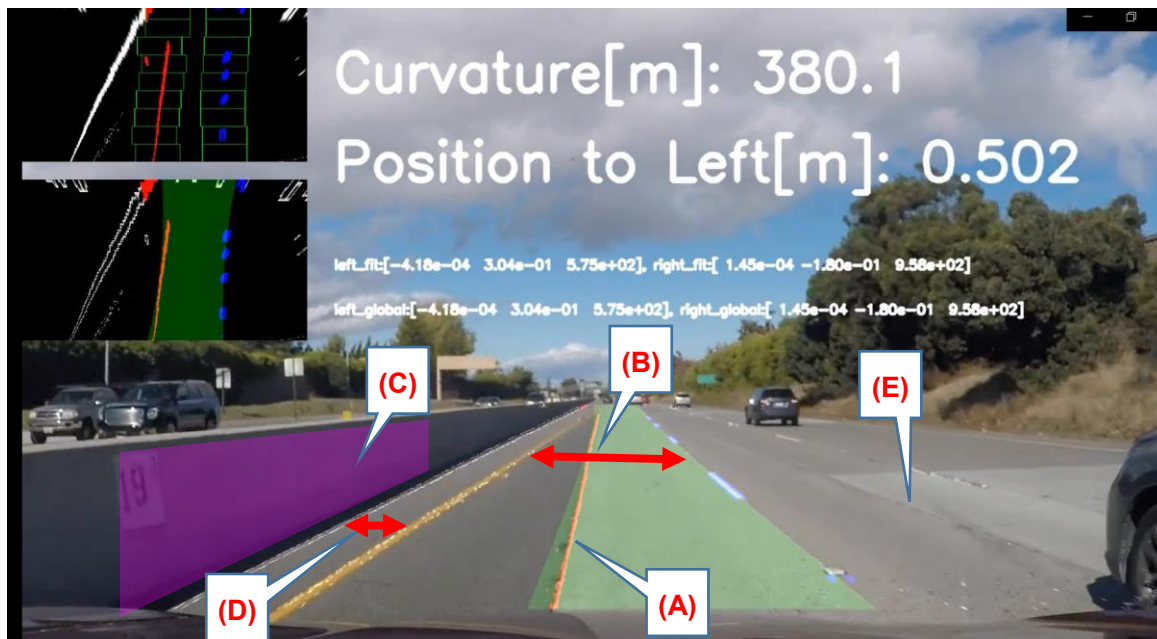 Curvature[m]: 380.1
Position to Left[m]: 0.502
left_fit:[-4.18e-04 3.04e-01 5.75e+02], right_fit:[ 1.45e-04 -1.80e-01 9.58e+02]
left_global:[-4.18e-04 3.04e-01 5.75e+02], right_global:[ 1.45e-04 -1.80e-01 9.58e+02]
(B)
(C)
(E)
19
(D)
(A)